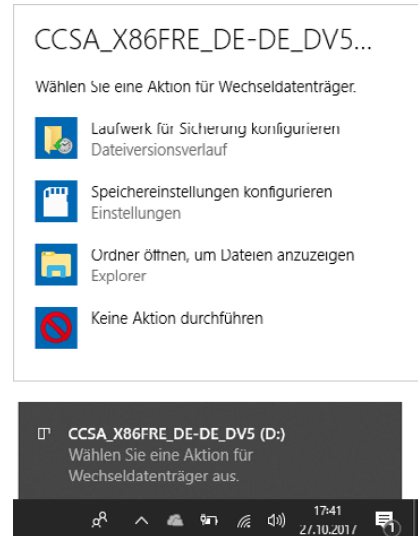 CCSA_X86FRE_DE-DE_DV5...
Wählen Sie eine Aktion für Wechseldatenträger.
Laufwerk für Sicherung konfigurieren
Dateiversionsverlauf
Speichereinstellungen konfigurieren
Einstellungen
Ordner öffnen, um Dateien anzuzeigen
Explorer
Keine Aktion durchführen
CCSA_X86FRE_DE-DE_DV5 (D:)
Wählen Sie eine Aktion für
Wechseldatenträger aus.
17:41
27.10.2017
1